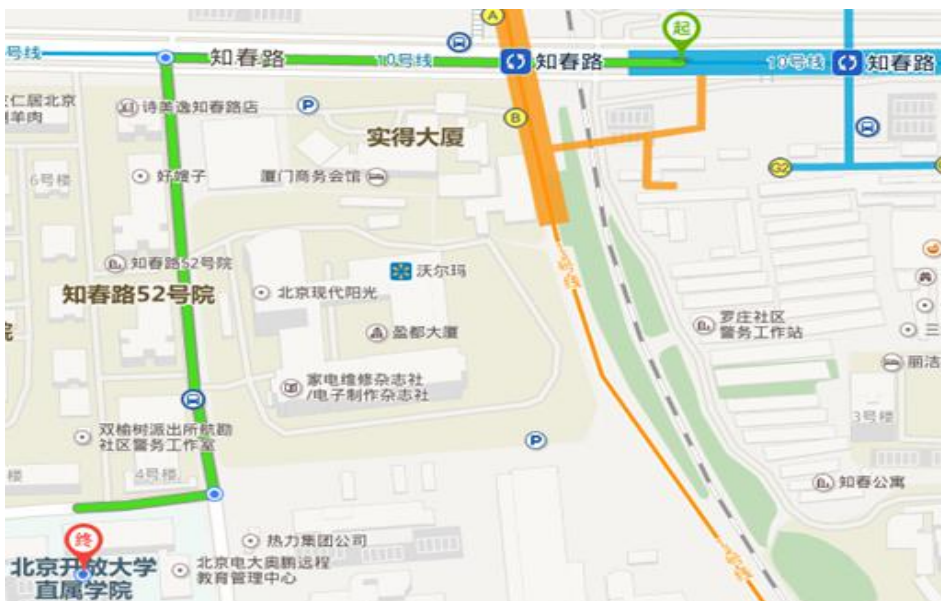 A
起
号线
知春路
10号线
知春路
10号线
知春路
仁居北京
羊肉
诗美逸知春路店
P
B
实得大厦
6号楼
好嫂子
厦门商务会馆
G2
知春路52号院
沃尔玛
知春路52号院
北京现代阳光
院
盈都大厦
罗庄社区
警务工作站
三
丽洁
家电维修杂志社
/电子制作杂志社
3号楼
双榆树派出所航勘
社区警务工作室
P
楼
4号楼
知春公寓
终
热力集团公司
北京开放大学
直属学院
北京电大奥鹏远程
教育管理中心